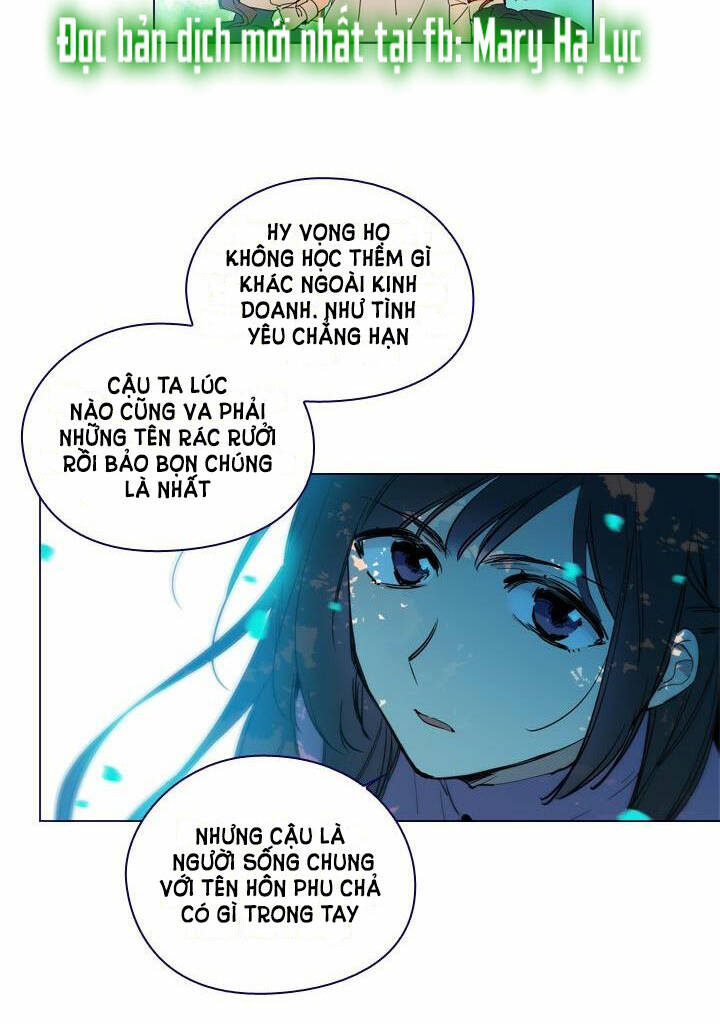 Đọc bản dịch mới nhất tại fb: Mary Hạ Lục
HY VỌNG HỌ
KHÔNG HỌC THÊM GÌ
KHÁC NGOÀI KINH
DOANH. NHƯ TÌNH
YÊU CHẲNG HẠN
CẬU TA LÚC
NÀO CŨNG VA PHẢI
NHỮNG TÊN RÁC RƯỞI
RỒI BẢO BỌN CHÚNG
LÀ NHẤT
NHƯNG CẬU LÀ
NGƯỜI SỐNG CHUNG
VỚI TÊN HÔN PHU CHẢ
CÓ GÌ TRONG TAY